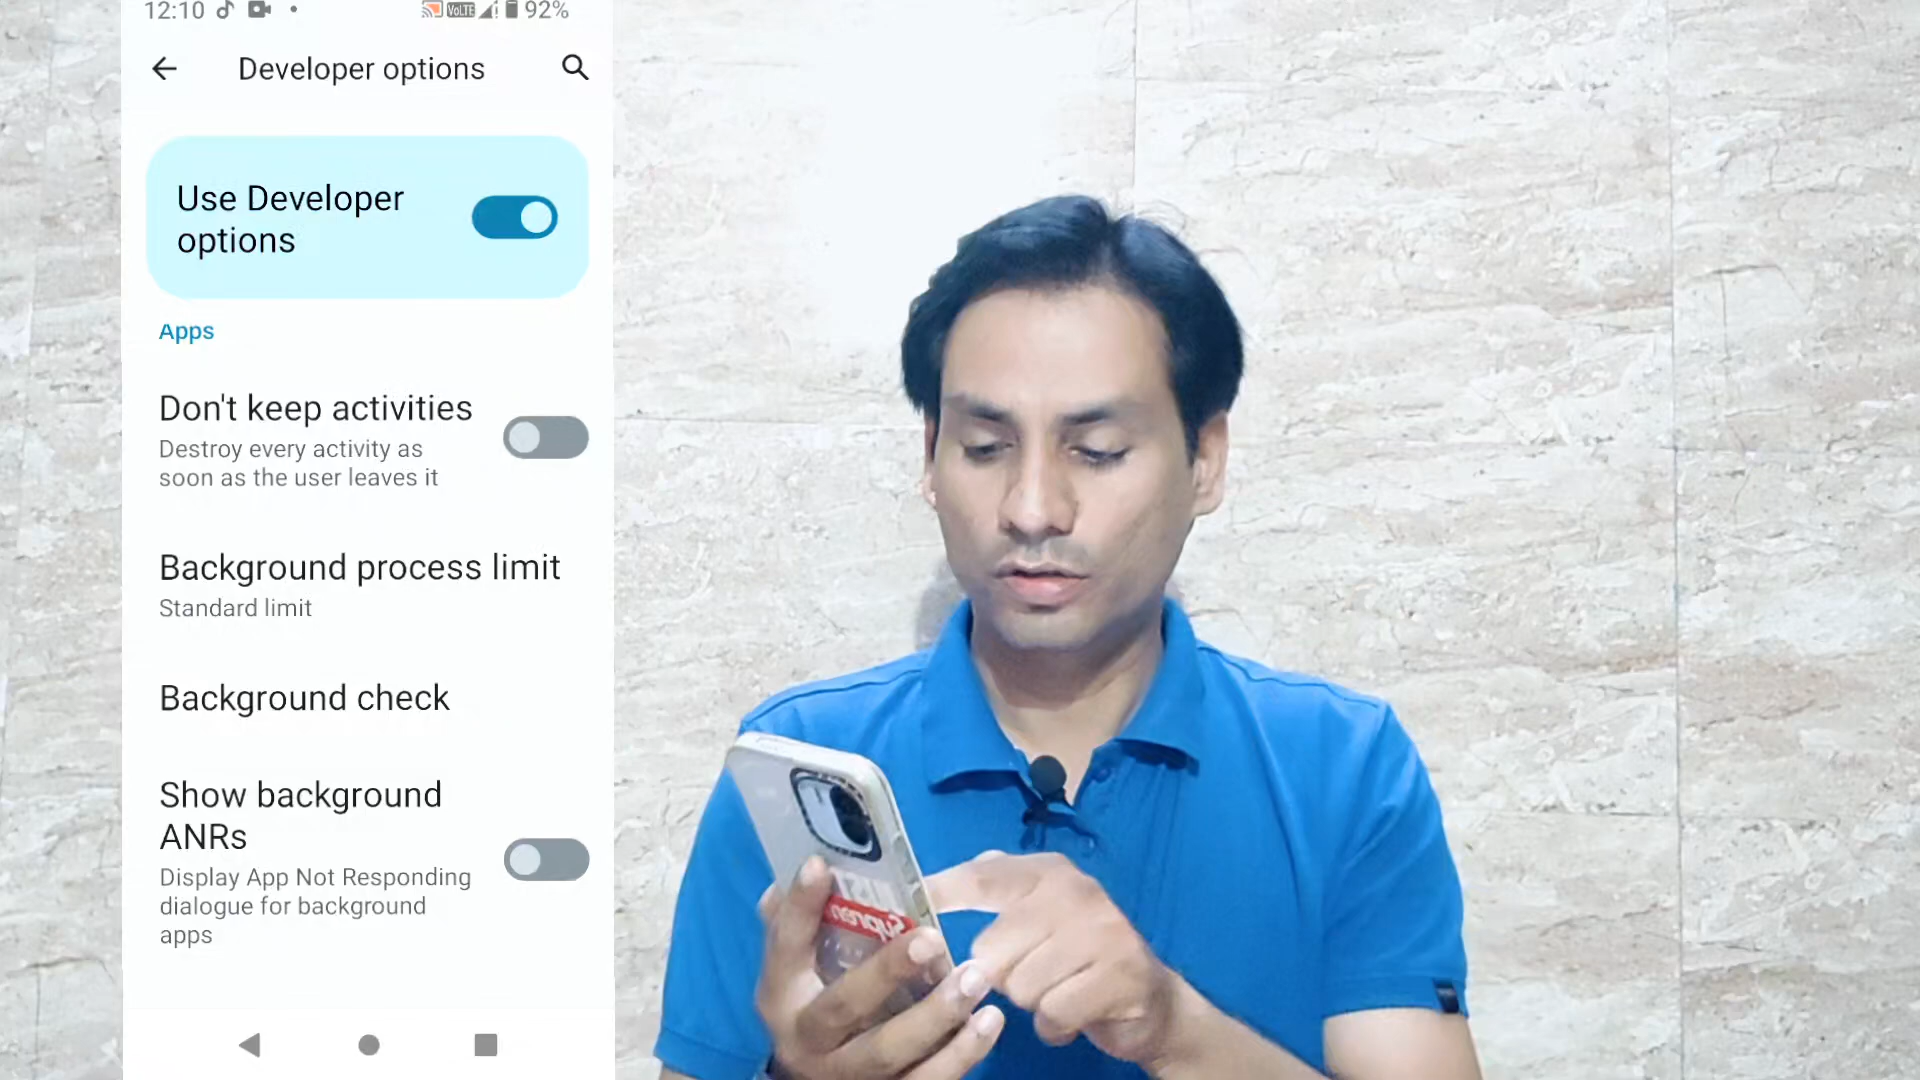 12:10 VoLTE 92%
Developer options
Use Developer
options
Apps
Don't keep activities
Destroy every activity as
soon as the user leaves it
Background process limit
Standard limit
Background check
Show background
ANRs
Display App Not Responding
dialogue for background
apps